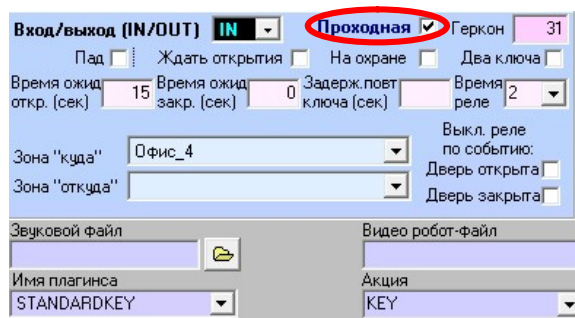 Вход/выход (IN/OUT) IN Проходная Геркон 31
Пад Ждать открытия На охране Два ключа
Время ожид откр. (сек) 15 Время ожид закр. (сек) 0 Задерж.повт ключа (сек) Время реле 2
Выкл. реле по событию:
Зона "куда" Офис_4
Дверь открыта
Зона "откуда"
Дверь закрыта
Звуковой файл Видео робот-файл
Имя плагинса Акция
STANDARDKEY KEY